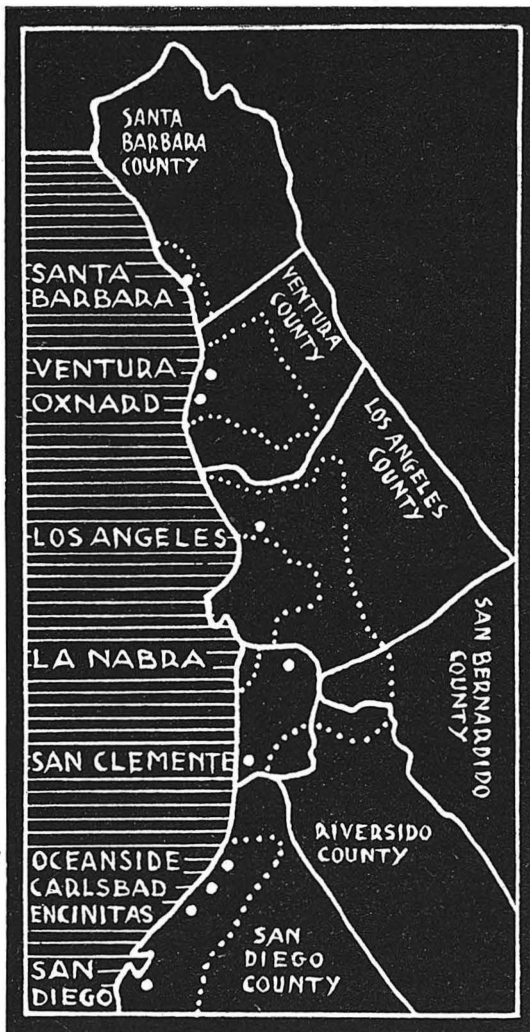 SANTA
BARBARA
COUNTY
SANTA
BARBARA
VENTURA
COUNTY
VENTURA
OXNARD
LOS ANGELES
COUNTY
LOS ANGELES
SAN BERNARDIDO
COUNTY
LA NABRA
SAN CLEMENTE
RIVERSIDO
COUNTY
OCEANSIDE
CARLSBAD
ENCINITAS
SAN
DIEGO
COUNTY
SAN
DIEGO